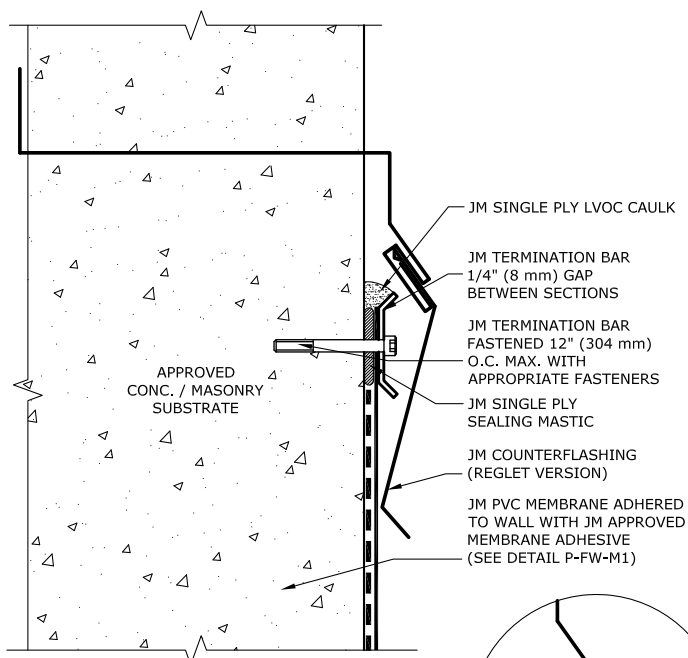 JM SINGLE PLY LVOC CAULK
JM TERMINATION BAR
1/4" (8 mm) GAP
BETWEEN SECTIONS
JM TERMINATION BAR
FASTENED 12" (304 mm)
O.C. MAX. WITH
APPROPRIATE FASTENERS
APPROVED
CONC. / MASONRY
SUBSTRATE
JM SINGLE PLY
SEALING MASTIC
JM COUNTERFLASHING
(REGLET VERSION)
JM PVC MEMBRANE ADHERED
TO WALL WITH JM APPROVED
MEMBRANE ADHESIVE
(SEE DETAIL P-FW-M1)